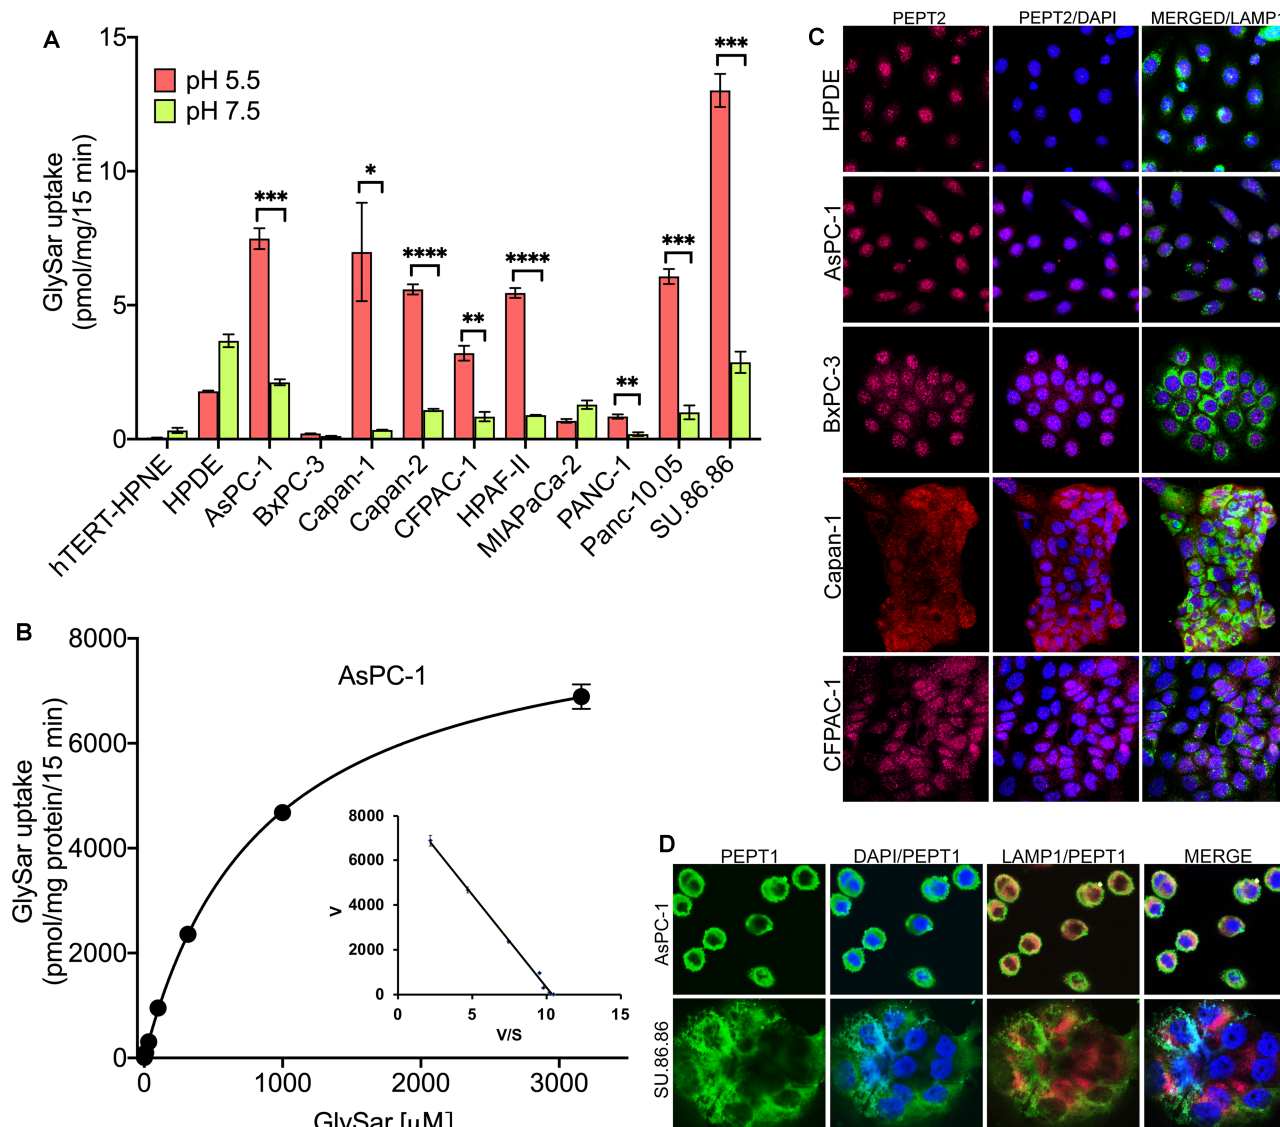 A
15
10
5
0
GlySar uptake
(pmol/mg/15 min)
pH 5.5
pH 7.5
***
*
****
**
****
**
***
***
hTERT-HPNE
HPDE
AsPC-1
BxPC-3
Capan-1
Capan-2
CFPAC-1
HPAF-II
MIAPaCa-2
PANC-1
Panc-10.05
SU.86.86
B
8000
6000
4000
2000
0
GlySar uptake
(pmol/mg protein/15 min)
AsPC-1
8000
6000
4000
2000
0
V
0
5
10
15
V/S
0
1000
2000
3000
GlySar [µM]
C
PEPT2
PEPT2/DAPI
MERGED/LAMP1
HPDE
AsPC-1
BxPC-3
Capan-1
CFPAC-1
D
PEPT1
DAPI/PEPT1
LAMP1/PEPT1
MERGE
AsPC-1
SU.86.86